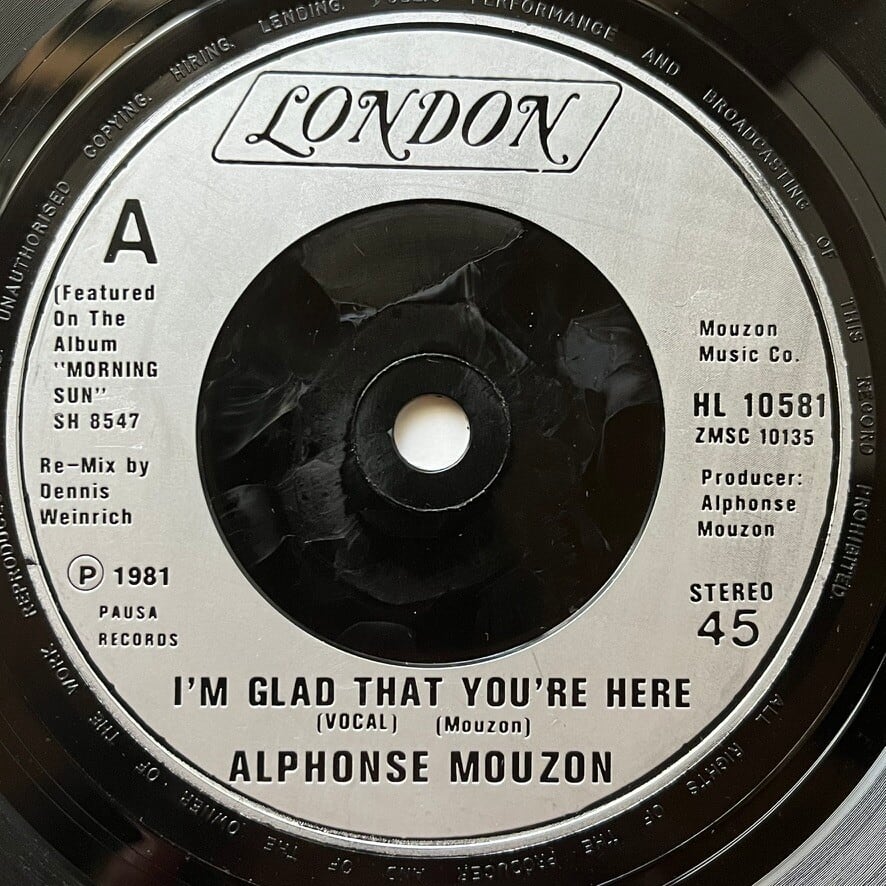 LONDON
A
(Featured
On The
Album
"MORNING
SUN"
SH 8547
Re-Mix by
Dennis
Weinrich
Ⓟ 1981
PAUSA
RECORDS
Mouzon
Music Co.
HL 10581
ZMSC 10135
Producer:
Alphonse
Mouzon
STEREO
45
I'M GLAD THAT YOU'RE HERE
(VOCAL) (Mouzon)
ALPHONSE MOUZON
ALL RIGHTS OF THE PRODUCER AND OF THE OWNER OF THE WORK REPRODUCED
UNAUTHORISED COPYING. HIRING. LENDING. PUBLIC PERFORMANCE AND BROADCASTING OF THIS RECORD PROHIBITED.